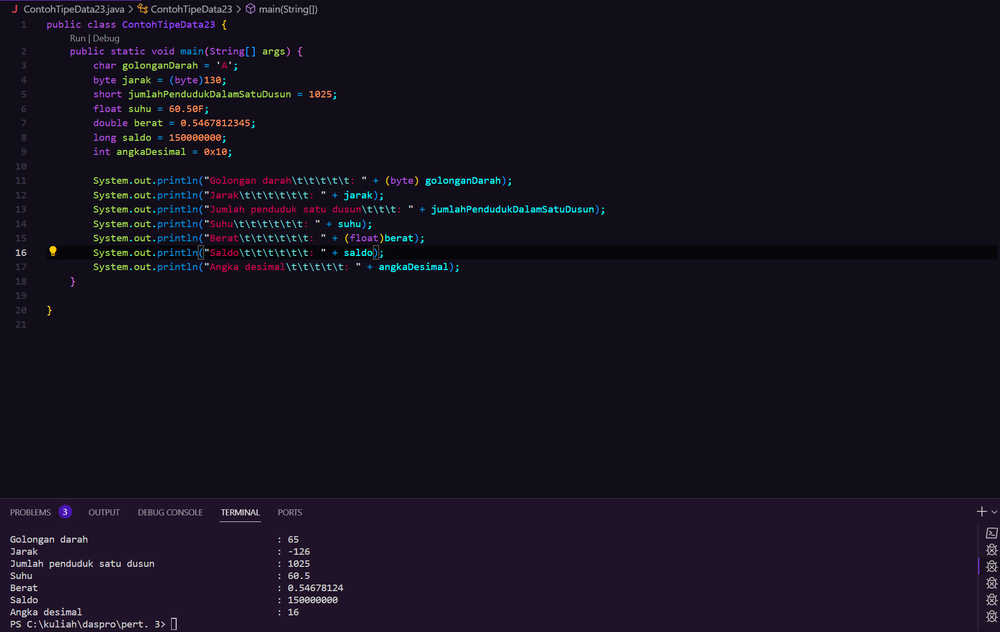 ContohTipeData23.java > ContohTipeData23 > main(String[])
1 public class ContohTipeData23 {
Run | Debug
2 public static void main(String[] args) {
3 char golonganDarah = 'A';
4 byte jarak = (byte)130;
5 short jumlahPendudukDalamSatuDusun = 1025;
6 float suhu = 60.50F;
7 double berat = 0.5467812345;
8 long saldo = 150000000;
9 int angkaDesimal = 0x10;
10
11 System.out.println("Golongan darah\t\t\t\t\t: " + (byte) golonganDarah);
12 System.out.println("Jarak\t\t\t\t\t\t: " + jarak);
13 System.out.println("Jumlah penduduk satu dusun\t\t\t: " + jumlahPendudukDalamSatuDusun);
14 System.out.println("Suhu\t\t\t\t\t\t: " + suhu);
15 System.out.println("Berat\t\t\t\t\t\t: " + (float)berat);
16 System.out.println("Saldo\t\t\t\t\t\t: " + saldo);
17 System.out.println("Angka desimal\t\t\t\t\t: " + angkaDesimal);
18 }
19
20 }
21
PROBLEMS 3 OUTPUT DEBUG CONSOLE TERMINAL PORTS
Golongan darah : 65
Jarak : -126
Jumlah penduduk satu dusun : 1025
Suhu : 60.5
Berat : 0.54678124
Saldo : 150000000
Angka desimal : 16
PS C:\kuliah\daspro\pert. 3>